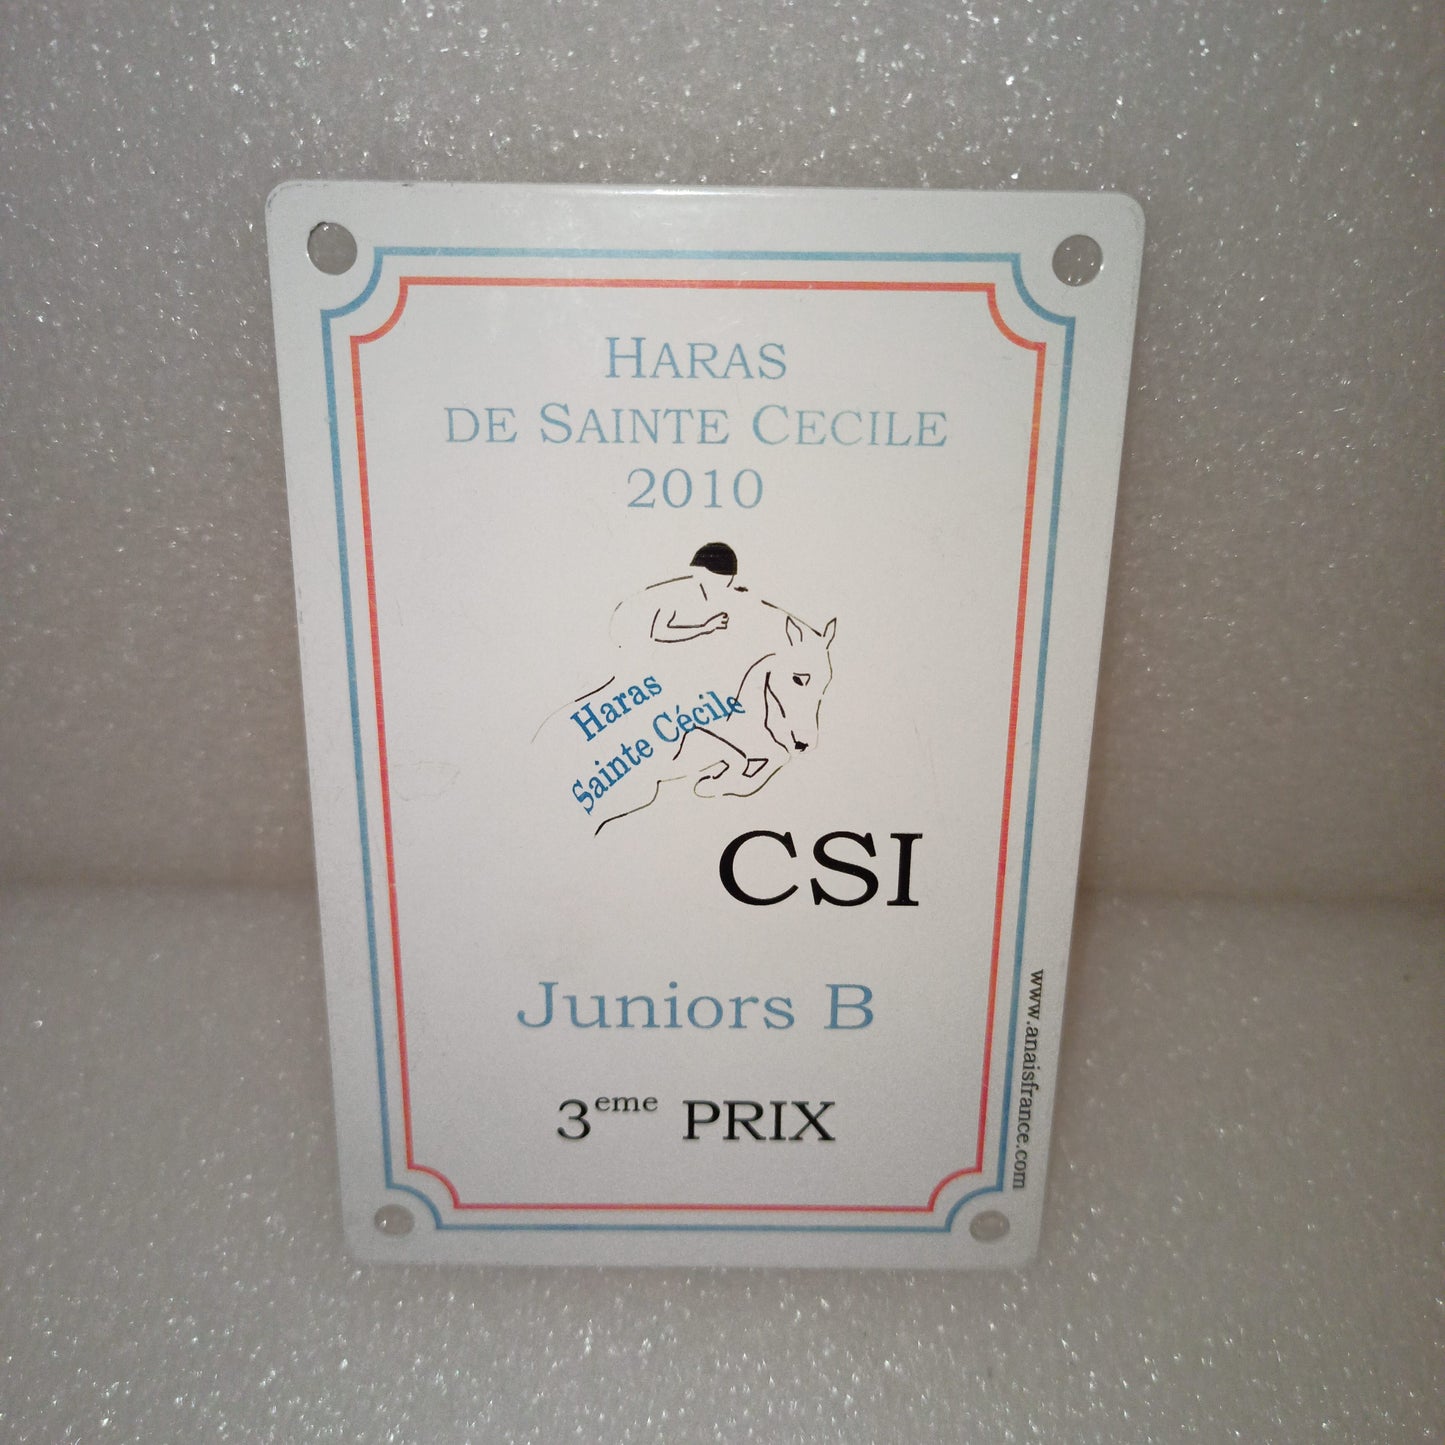 HARAS
DE SAINTE CECILE
2010
Haras
Sainte Cécile
CSI
Juniors B
3eme PRIX
www.anaisfrance.com